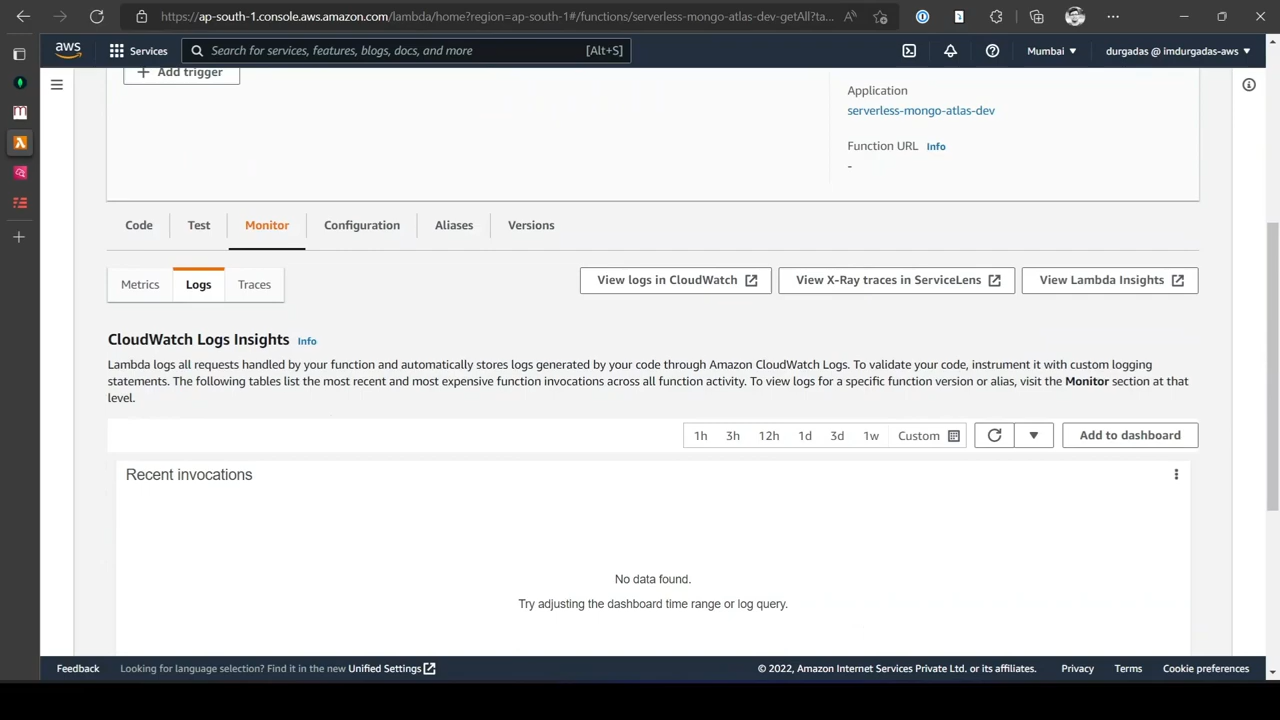 https://ap-south-1.console.aws.amazon.com/lambda/home?region=ap-south-1#/functions/serverless-mongo-atlas-dev-getAll?ta...
aws
Services
Search for services, features, blogs, docs, and more
[Alt+S]
Mumbai
durgadas @ imdurgadas-aws
Add trigger
Application
serverless-mongo-atlas-dev
Function URL Info
-
Code
Test
Monitor
Configuration
Aliases
Versions
Metrics
Logs
Traces
View logs in CloudWatch
View X-Ray traces in ServiceLens
View Lambda Insights
CloudWatch Logs Insights Info
Lambda logs all requests handled by your function and automatically stores logs generated by your code through Amazon CloudWatch Logs. To validate your code, instrument it with custom logging
statements. The following tables list the most recent and most expensive function invocations across all function activity. To view logs for a specific function version or alias, visit the Monitor section at that
level.
1h
3h
12h
1d
3d
1w
Custom
Add to dashboard
Recent invocations
No data found.
Try adjusting the dashboard time range or log query.
Feedback
Looking for language selection? Find it in the new Unified Settings
© 2022, Amazon Internet Services Private Ltd. or its affiliates.
Privacy
Terms
Cookie preferences